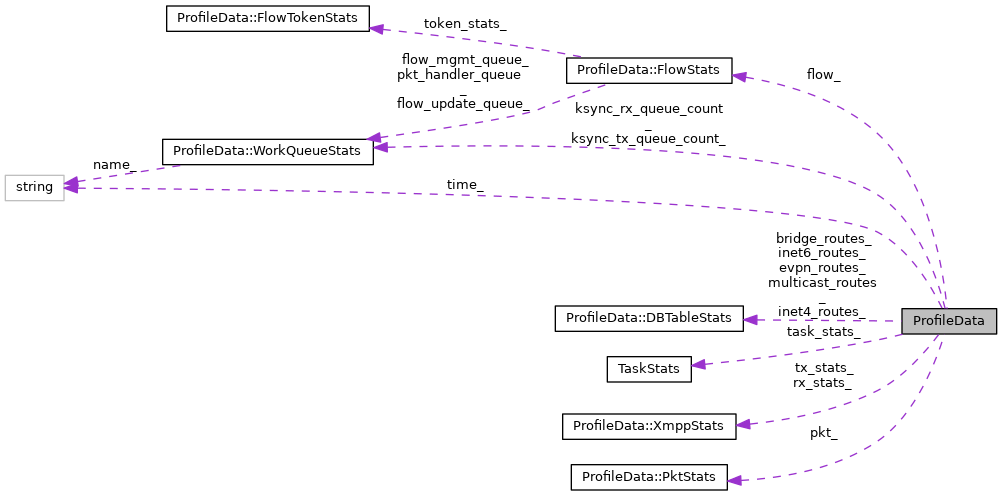 ProfileData::FlowTokenStats
token_stats_
flow_mgmt_queue_
pkt_handler_queue
_
flow_update_queue_
ProfileData::FlowStats
flow_
ksync_rx_queue_count
_
ksync_tx_queue_count_
ProfileData::WorkQueueStats
name_
string
time_
bridge_routes_
inet6_routes_
evpn_routes_
multicast_routes
_
inet4_routes_
ProfileData::DBTableStats
ProfileData
task_stats_
TaskStats
tx_stats_
rx_stats_
ProfileData::XmppStats
pkt_
ProfileData::PktStats